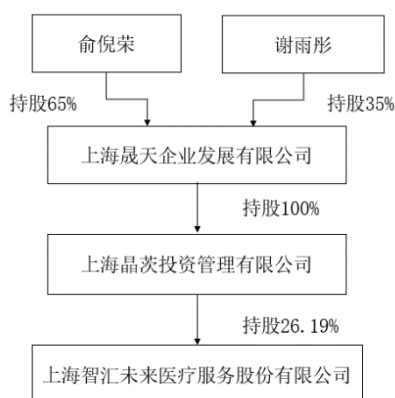 俞倪荣
谢雨彤
持股65%
持股35%
上海晟天企业发展有限公司
持股100%
上海晶茨投资管理有限公司
持股26.19%
上海智汇未来医疗服务股份有限公司